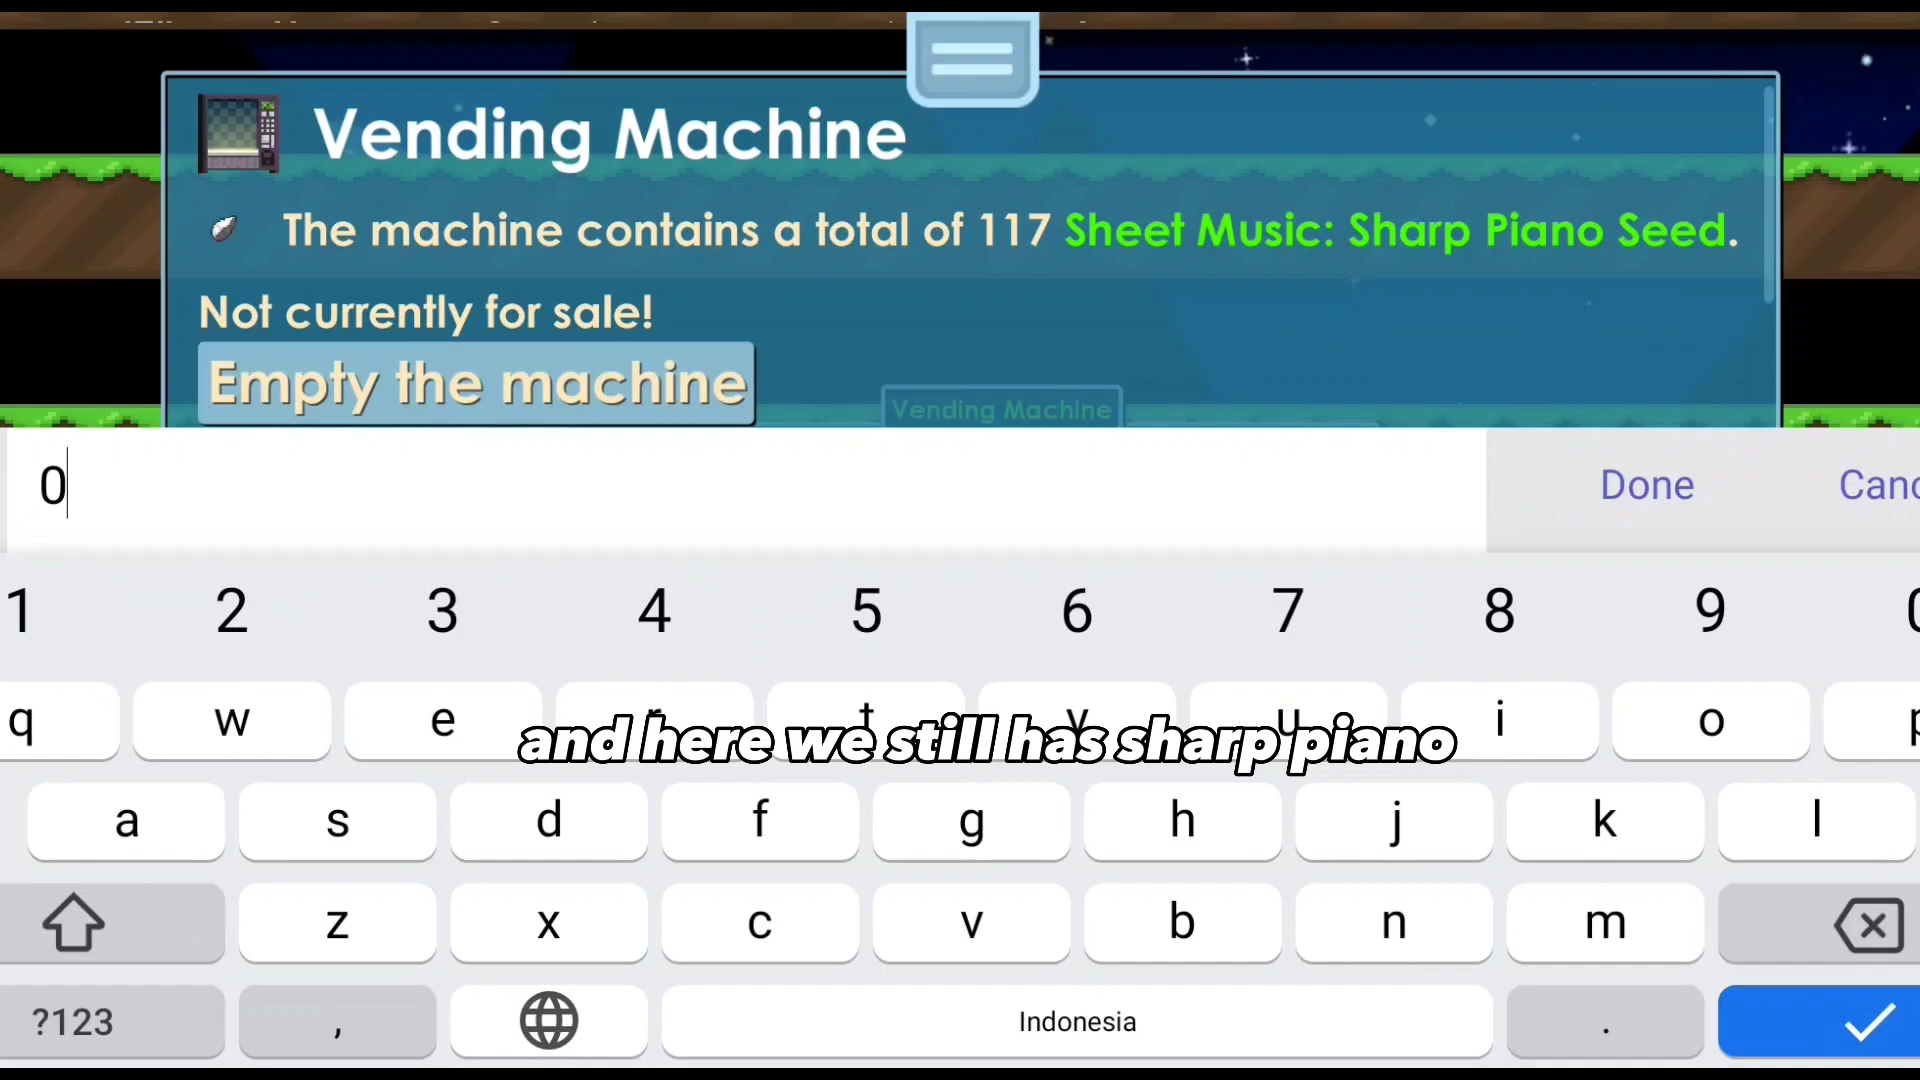 Vending Machine
The machine contains a total of 117 Sheet Music: Sharp Piano Seed.
Not currently for sale!
Empty the machine
Vending Machine
0
Done
1 2 3 4 5 6 7 8 9
q w e r t y u i o p
and here we still has sharp piano
a s d f g h j k l
z x c v b n m
?123 , Indonesia .